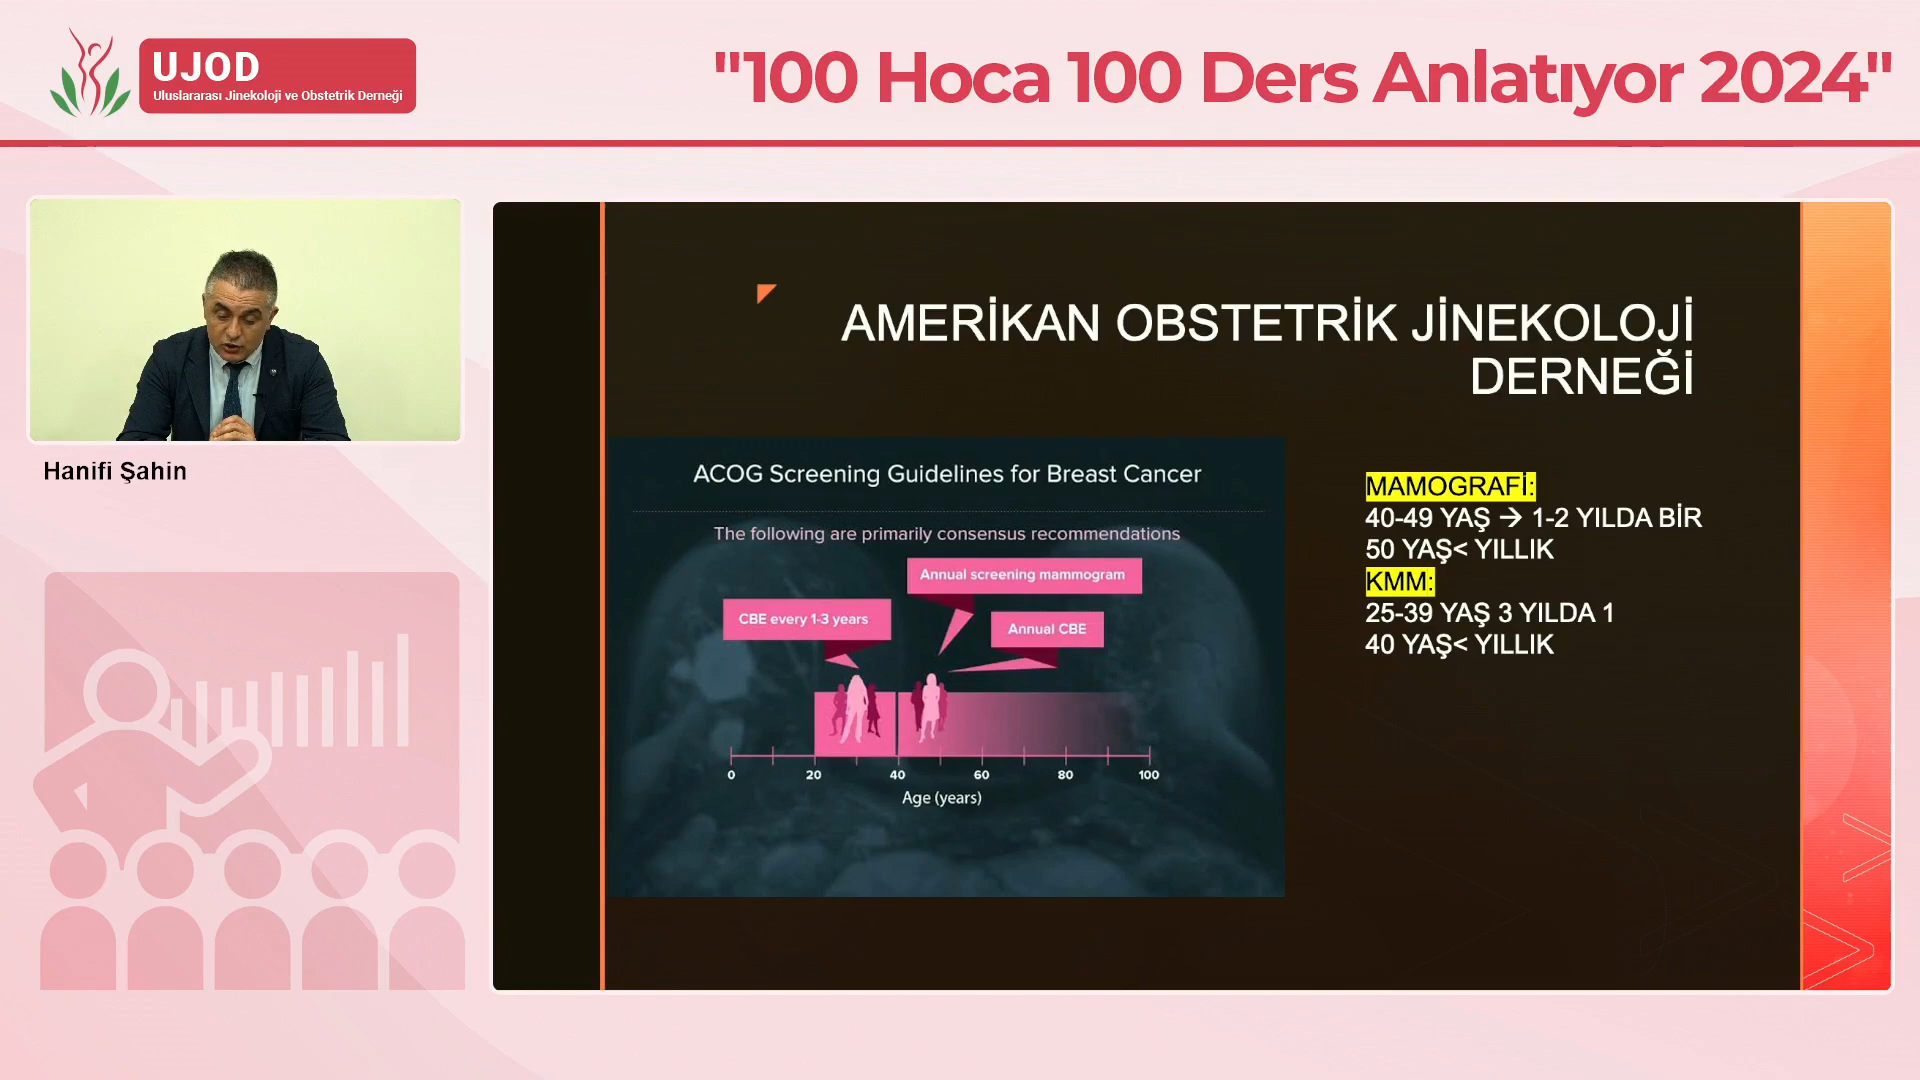 UJOD
Uluslararası Jinekoloji ve Obstetrik Derneği
"100 Hoca 100 Ders Anlatıyor 2024"
Hanifi Şahin
AMERİKAN OBSTETRİK JİNEKOLOJİ
DERNEĞİ
ACOG Screening Guidelines for Breast Cancer
The following are primarily consensus recommendations
Annual screening mammogram
CBE every 1-3 years
Annual CBE
0 20 40 60 80 100
Age (years)
MAMOGRAFİ:
40-49 YAŞ → 1-2 YILDA BİR
50 YAŞ< YILLIK
KMM:
25-39 YAŞ 3 YILDA 1
40 YAŞ< YILLIK